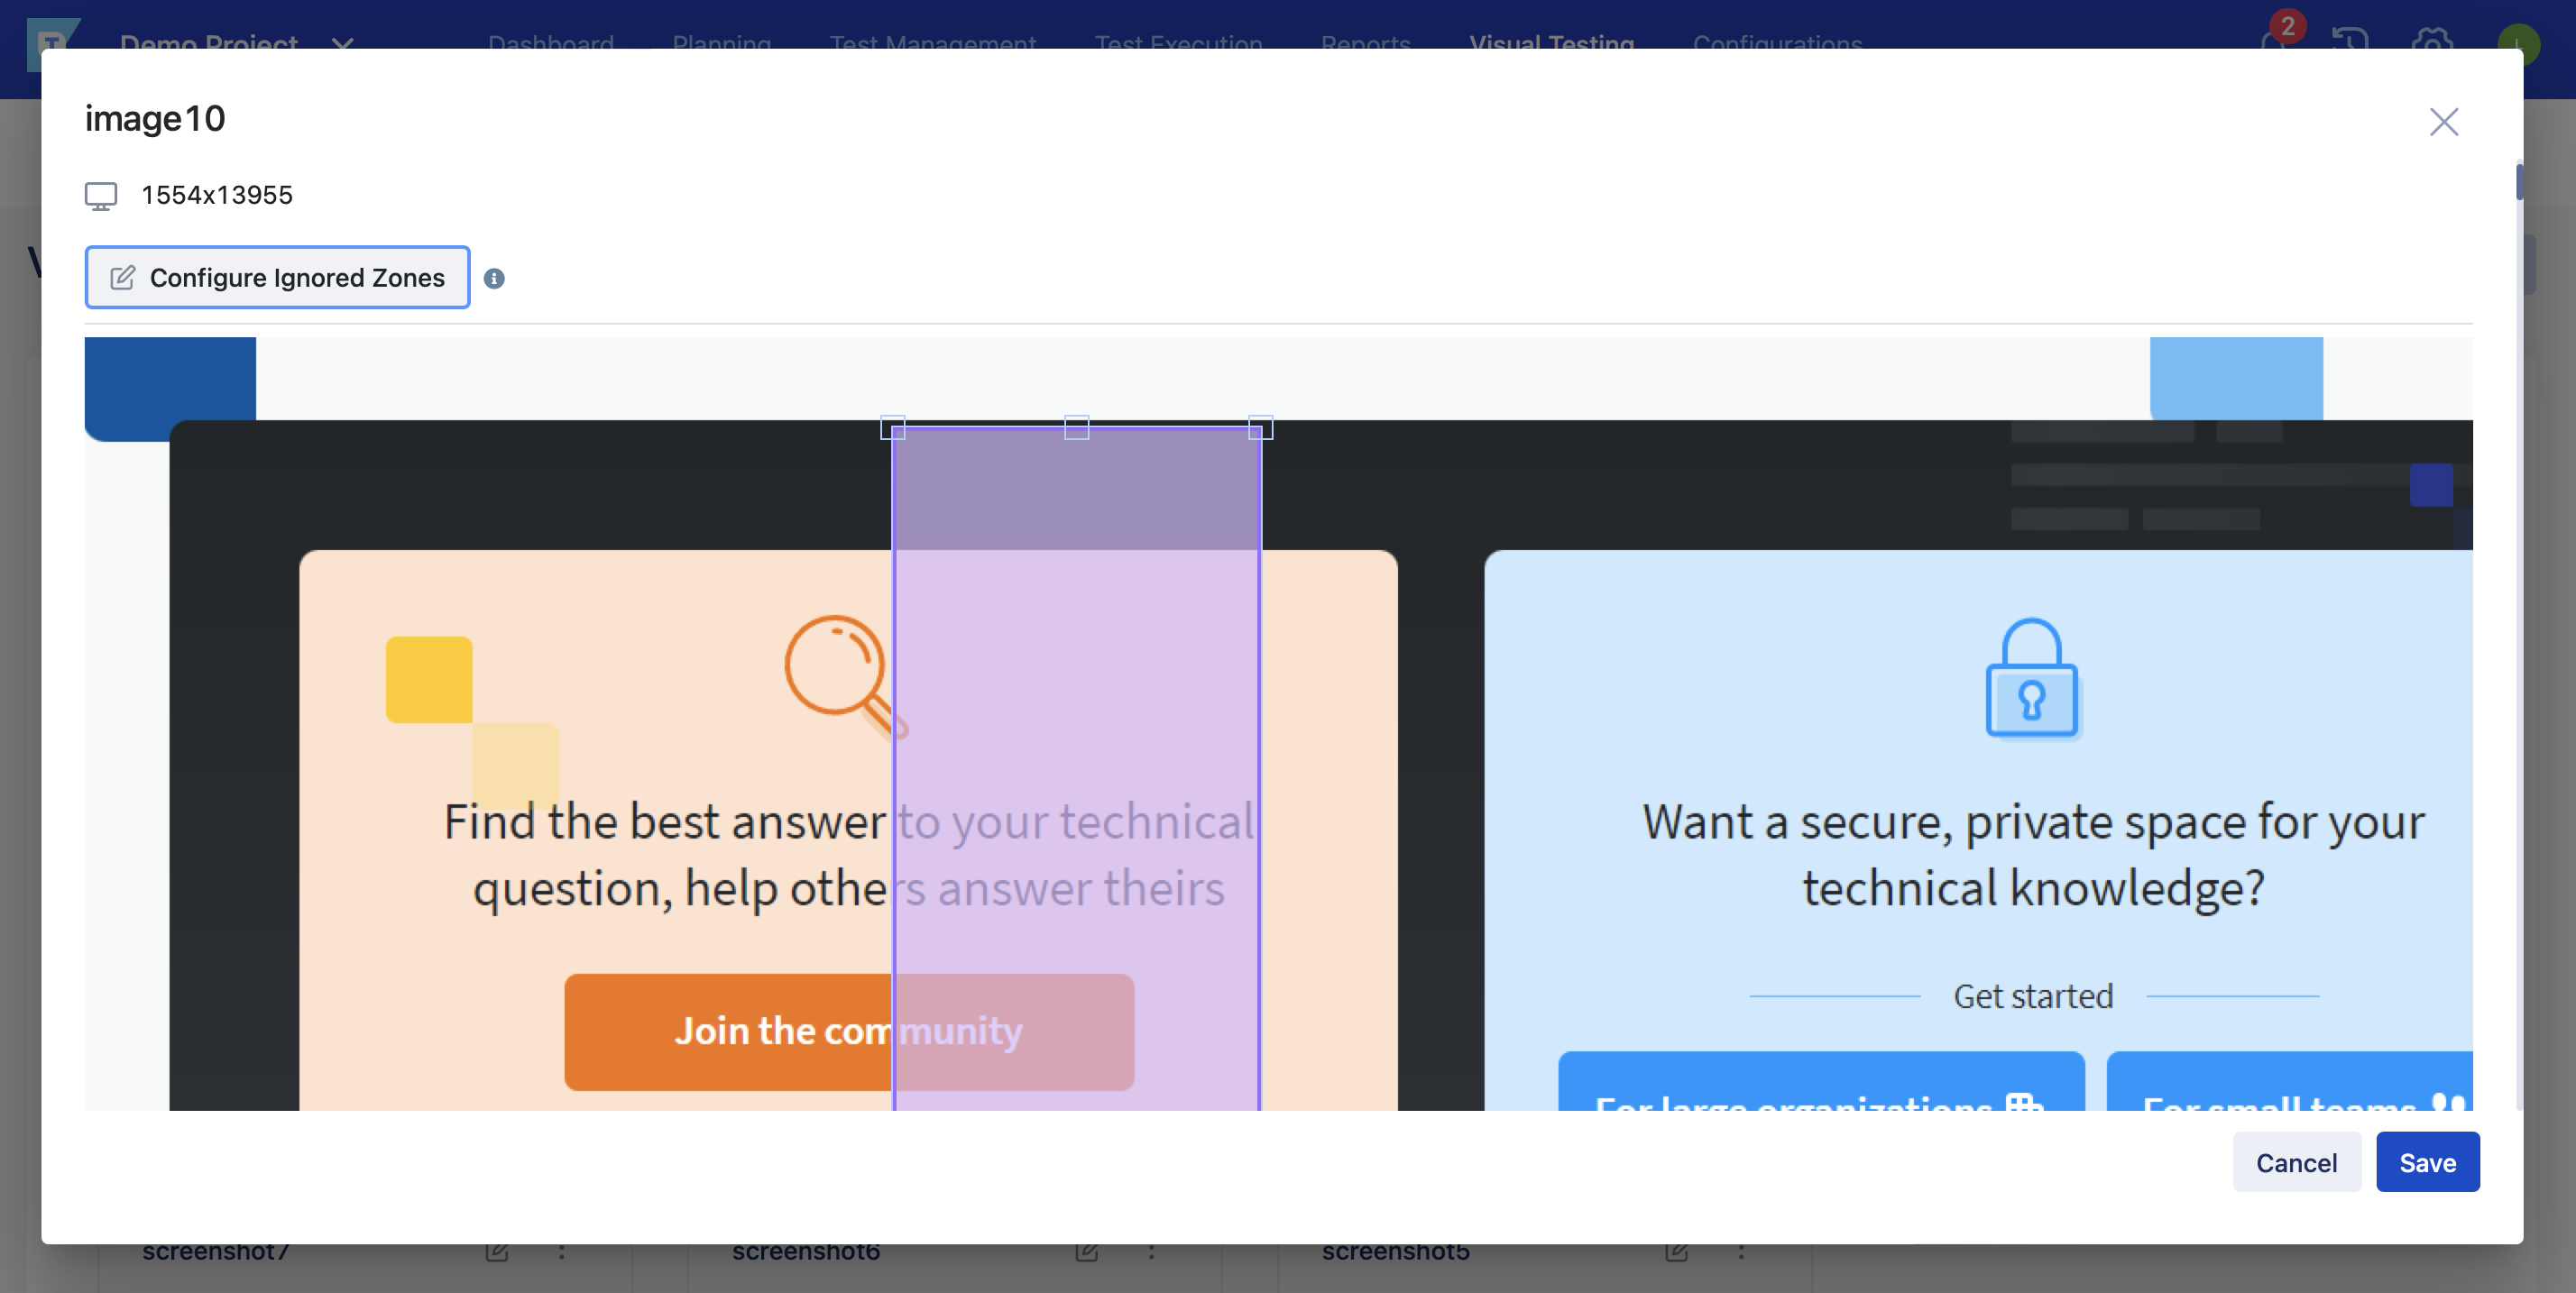 Demo Project
Dashboard Planning Test Management Test Execution Reports Visual Testing Configurations
2
image10
1554x13955
Configure Ignored Zones
Find the best answer to your technical
question, help others answer theirs
Join the community
Want a secure, private space for your
technical knowledge?
Get started
For large organizations
For small teams
Cancel
Save
screenshot7
screenshot6
screenshot5